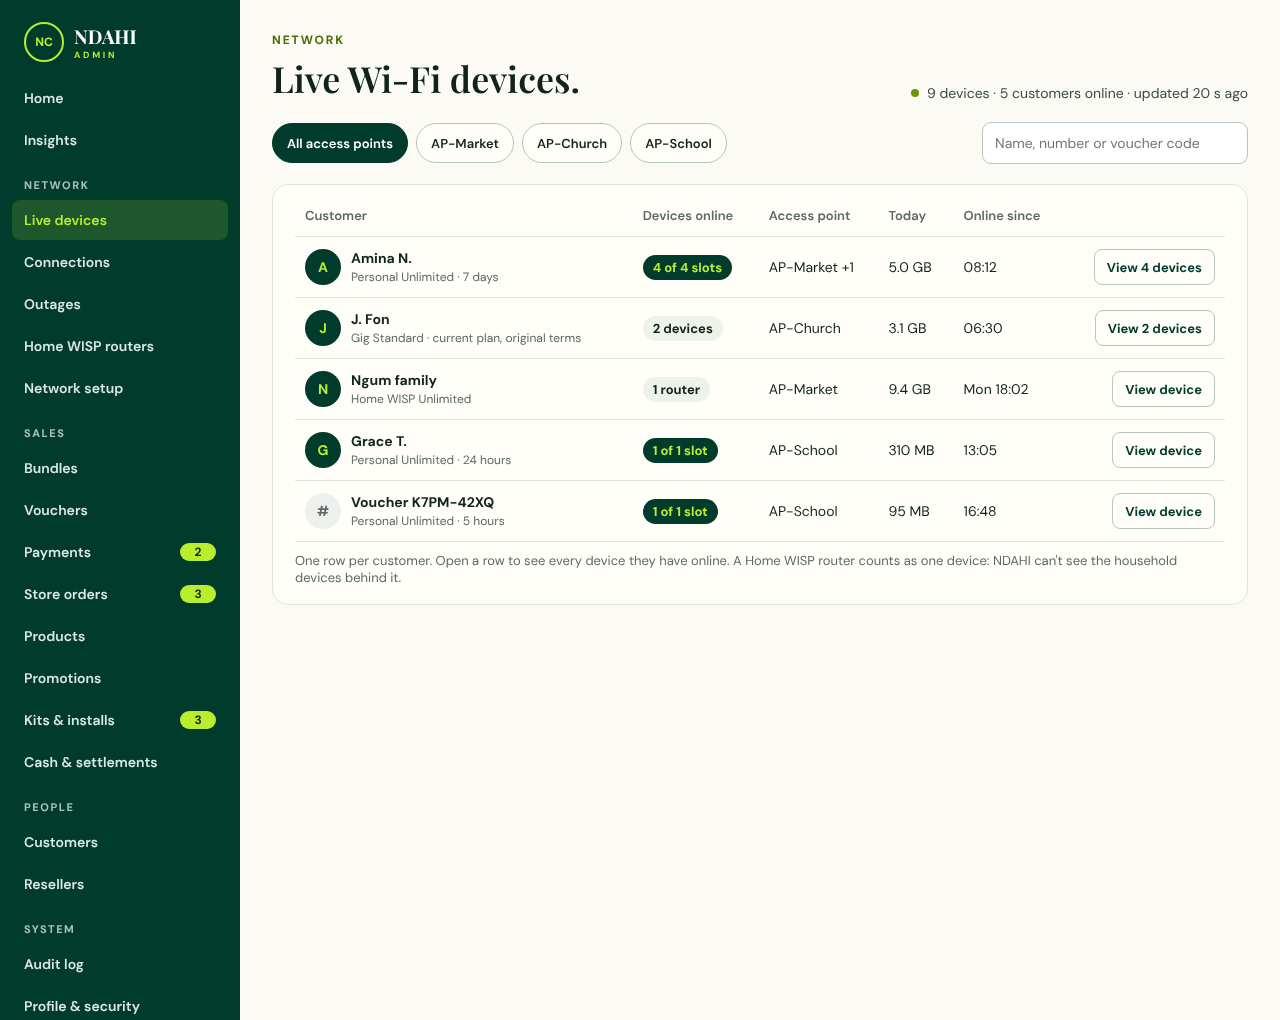 NC
NDAHI
ADMIN
Home
Insights
NETWORK
Live devices
Connections
Outages
Home WISP routers
Network setup
SALES
Bundles
Vouchers
Payments 2
Store orders 3
Products
Promotions
Kits & installs 3
Cash & settlements
PEOPLE
Customers
Resellers
SYSTEM
Audit log
Profile & security
NETWORK
Live Wi-Fi devices.
9 devices · 5 customers online · updated 20 s ago
All access points AP-Market AP-Church AP-School
Name, number or voucher code
Customer Devices online Access point Today Online since
A Amina N. 4 of 4 slots AP-Market +1 5.0 GB 08:12 View 4 devices
Personal Unlimited · 7 days
J J. Fon 2 devices AP-Church 3.1 GB 06:30 View 2 devices
Gig Standard · current plan, original terms
N Ngum family 1 router AP-Market 9.4 GB Mon 18:02 View device
Home WISP Unlimited
G Grace T. 1 of 1 slot AP-School 310 MB 13:05 View device
Personal Unlimited · 24 hours
# Voucher K7PM-42XQ 1 of 1 slot AP-School 95 MB 16:48 View device
Personal Unlimited · 5 hours
One row per customer. Open a row to see every device they have online. A Home WISP router counts as one device: NDAHI can't see the household
devices behind it.